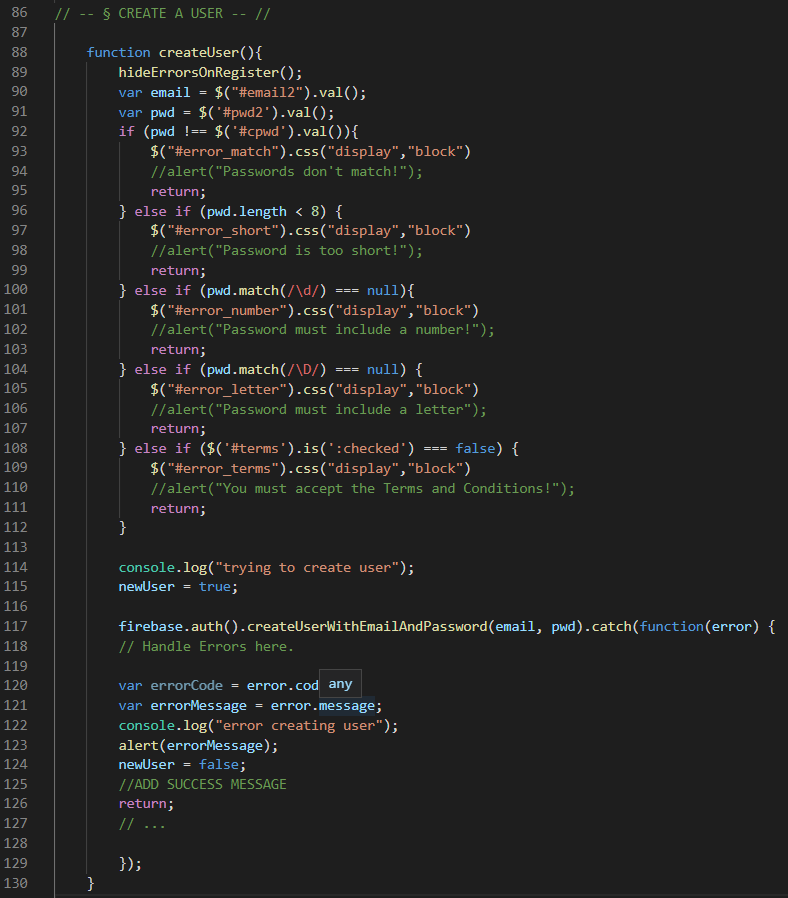 86 // -- § CREATE A USER -- //
87
88 function createUser(){
89 hideErrorsOnRegister();
90 var email = $("#email2").val();
91 var pwd = $('#pwd2').val();
92 if (pwd !== $('#cpwd').val()){
93 $("#error_match").css("display","block")
94 //alert("Passwords don't match!");
95 return;
96 } else if (pwd.length < 8) {
97 $("#error_short").css("display","block")
98 //alert("Password is too short!");
99 return;
100 } else if (pwd.match(/\d/) === null){
101 $("#error_number").css("display","block")
102 //alert("Password must include a number!");
103 return;
104 } else if (pwd.match(/\D/) === null) {
105 $("#error_letter").css("display","block")
106 //alert("Password must include a letter");
107 return;
108 } else if ($('#terms').is(':checked') === false) {
109 $("#error_terms").css("display","block")
110 //alert("You must accept the Terms and Conditions!");
111 return;
112 }
113
114 console.log("trying to create user");
115 newUser = true;
116
117 firebase.auth().createUserWithEmailAndPassword(email, pwd).catch(function(error) {
118 // Handle Errors here.
119
120 var errorCode = error.cod any
121 var errorMessage = error.message;
122 console.log("error creating user");
123 alert(errorMessage);
124 newUser = false;
125 //ADD SUCCESS MESSAGE
126 return;
127 // ...
128
129 });
130 }